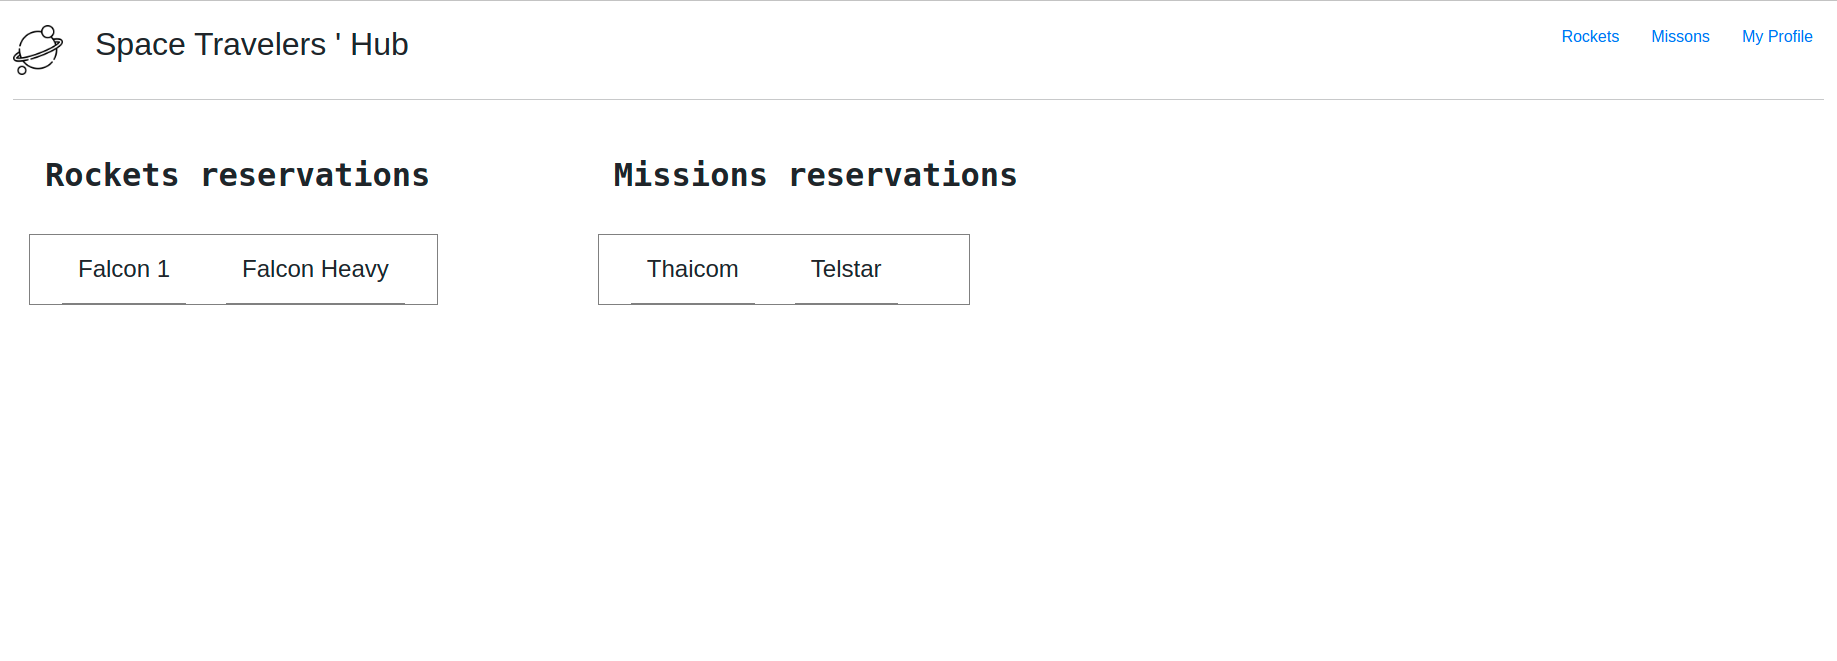 Space Travelers ' Hub
Rockets Missons My Profile
Rockets reservations
Missions reservations
Falcon 1 Falcon Heavy
Thaicom Telstar